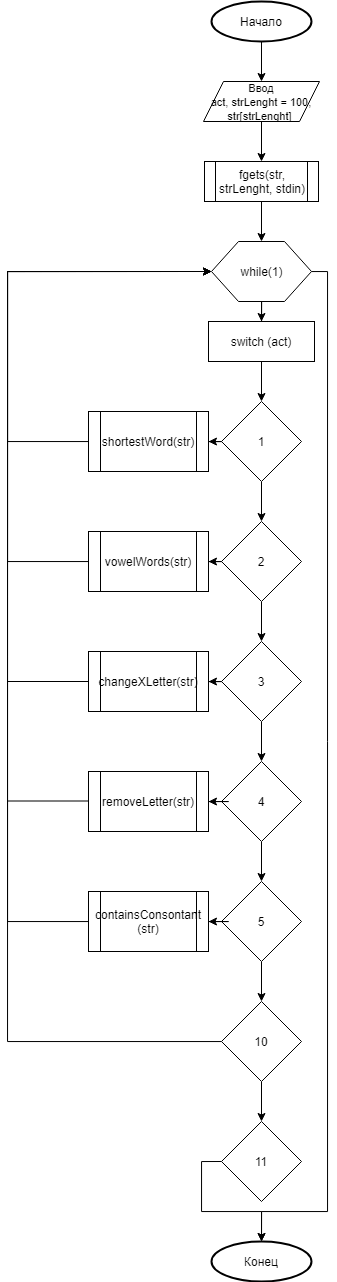 Начало
Ввод
act, strLenght = 100,
str[strLenght]
fgets(str,
strLenght, stdin)
while(1)
switch (act)
shortestWord(str)
1
vowelWords(str)
2
changeXLetter(str)
3
removeLetter(str)
4
containsConsontant
(str)
5
10
11
Конец